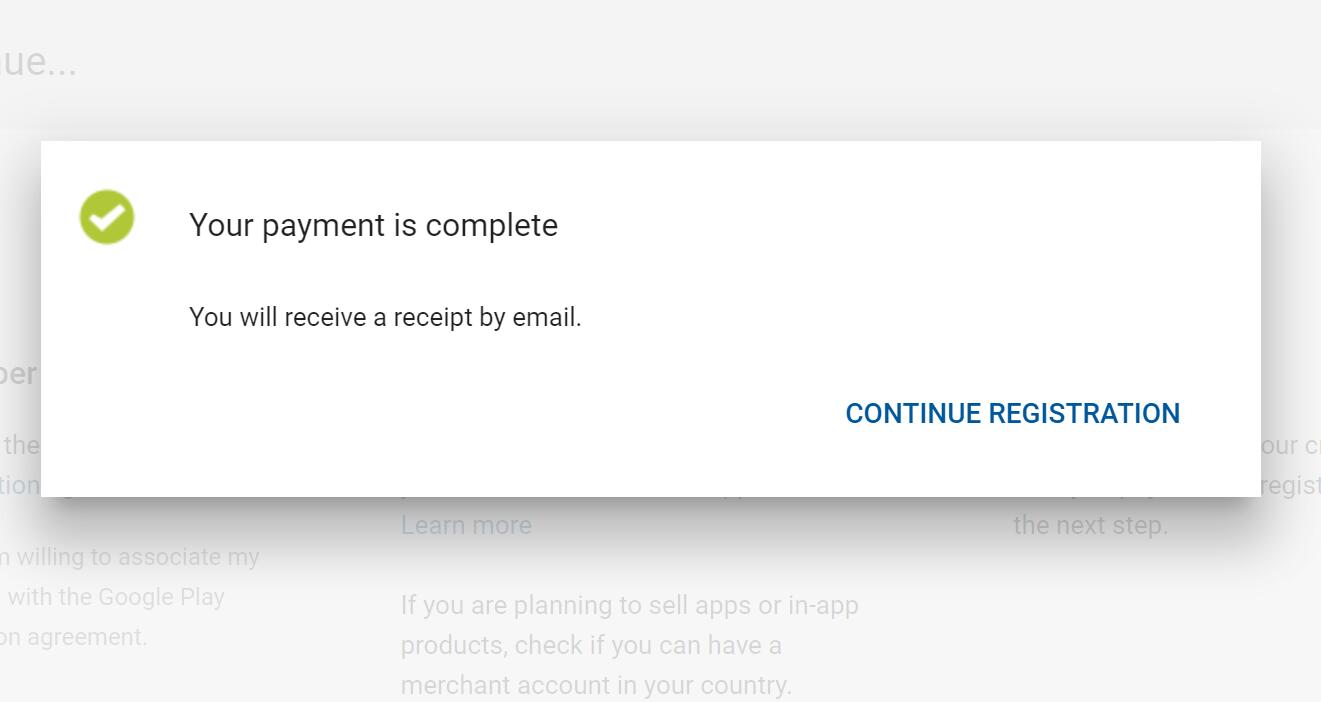 nue...
Your payment is complete
You will receive a receipt by email.
CONTINUE REGISTRATION
the
Learn more
the next step.
willing to associate my
with the Google Play
agreement.
If you are planning to sell apps or in-app
products, check if you can have a
merchant account in your country.